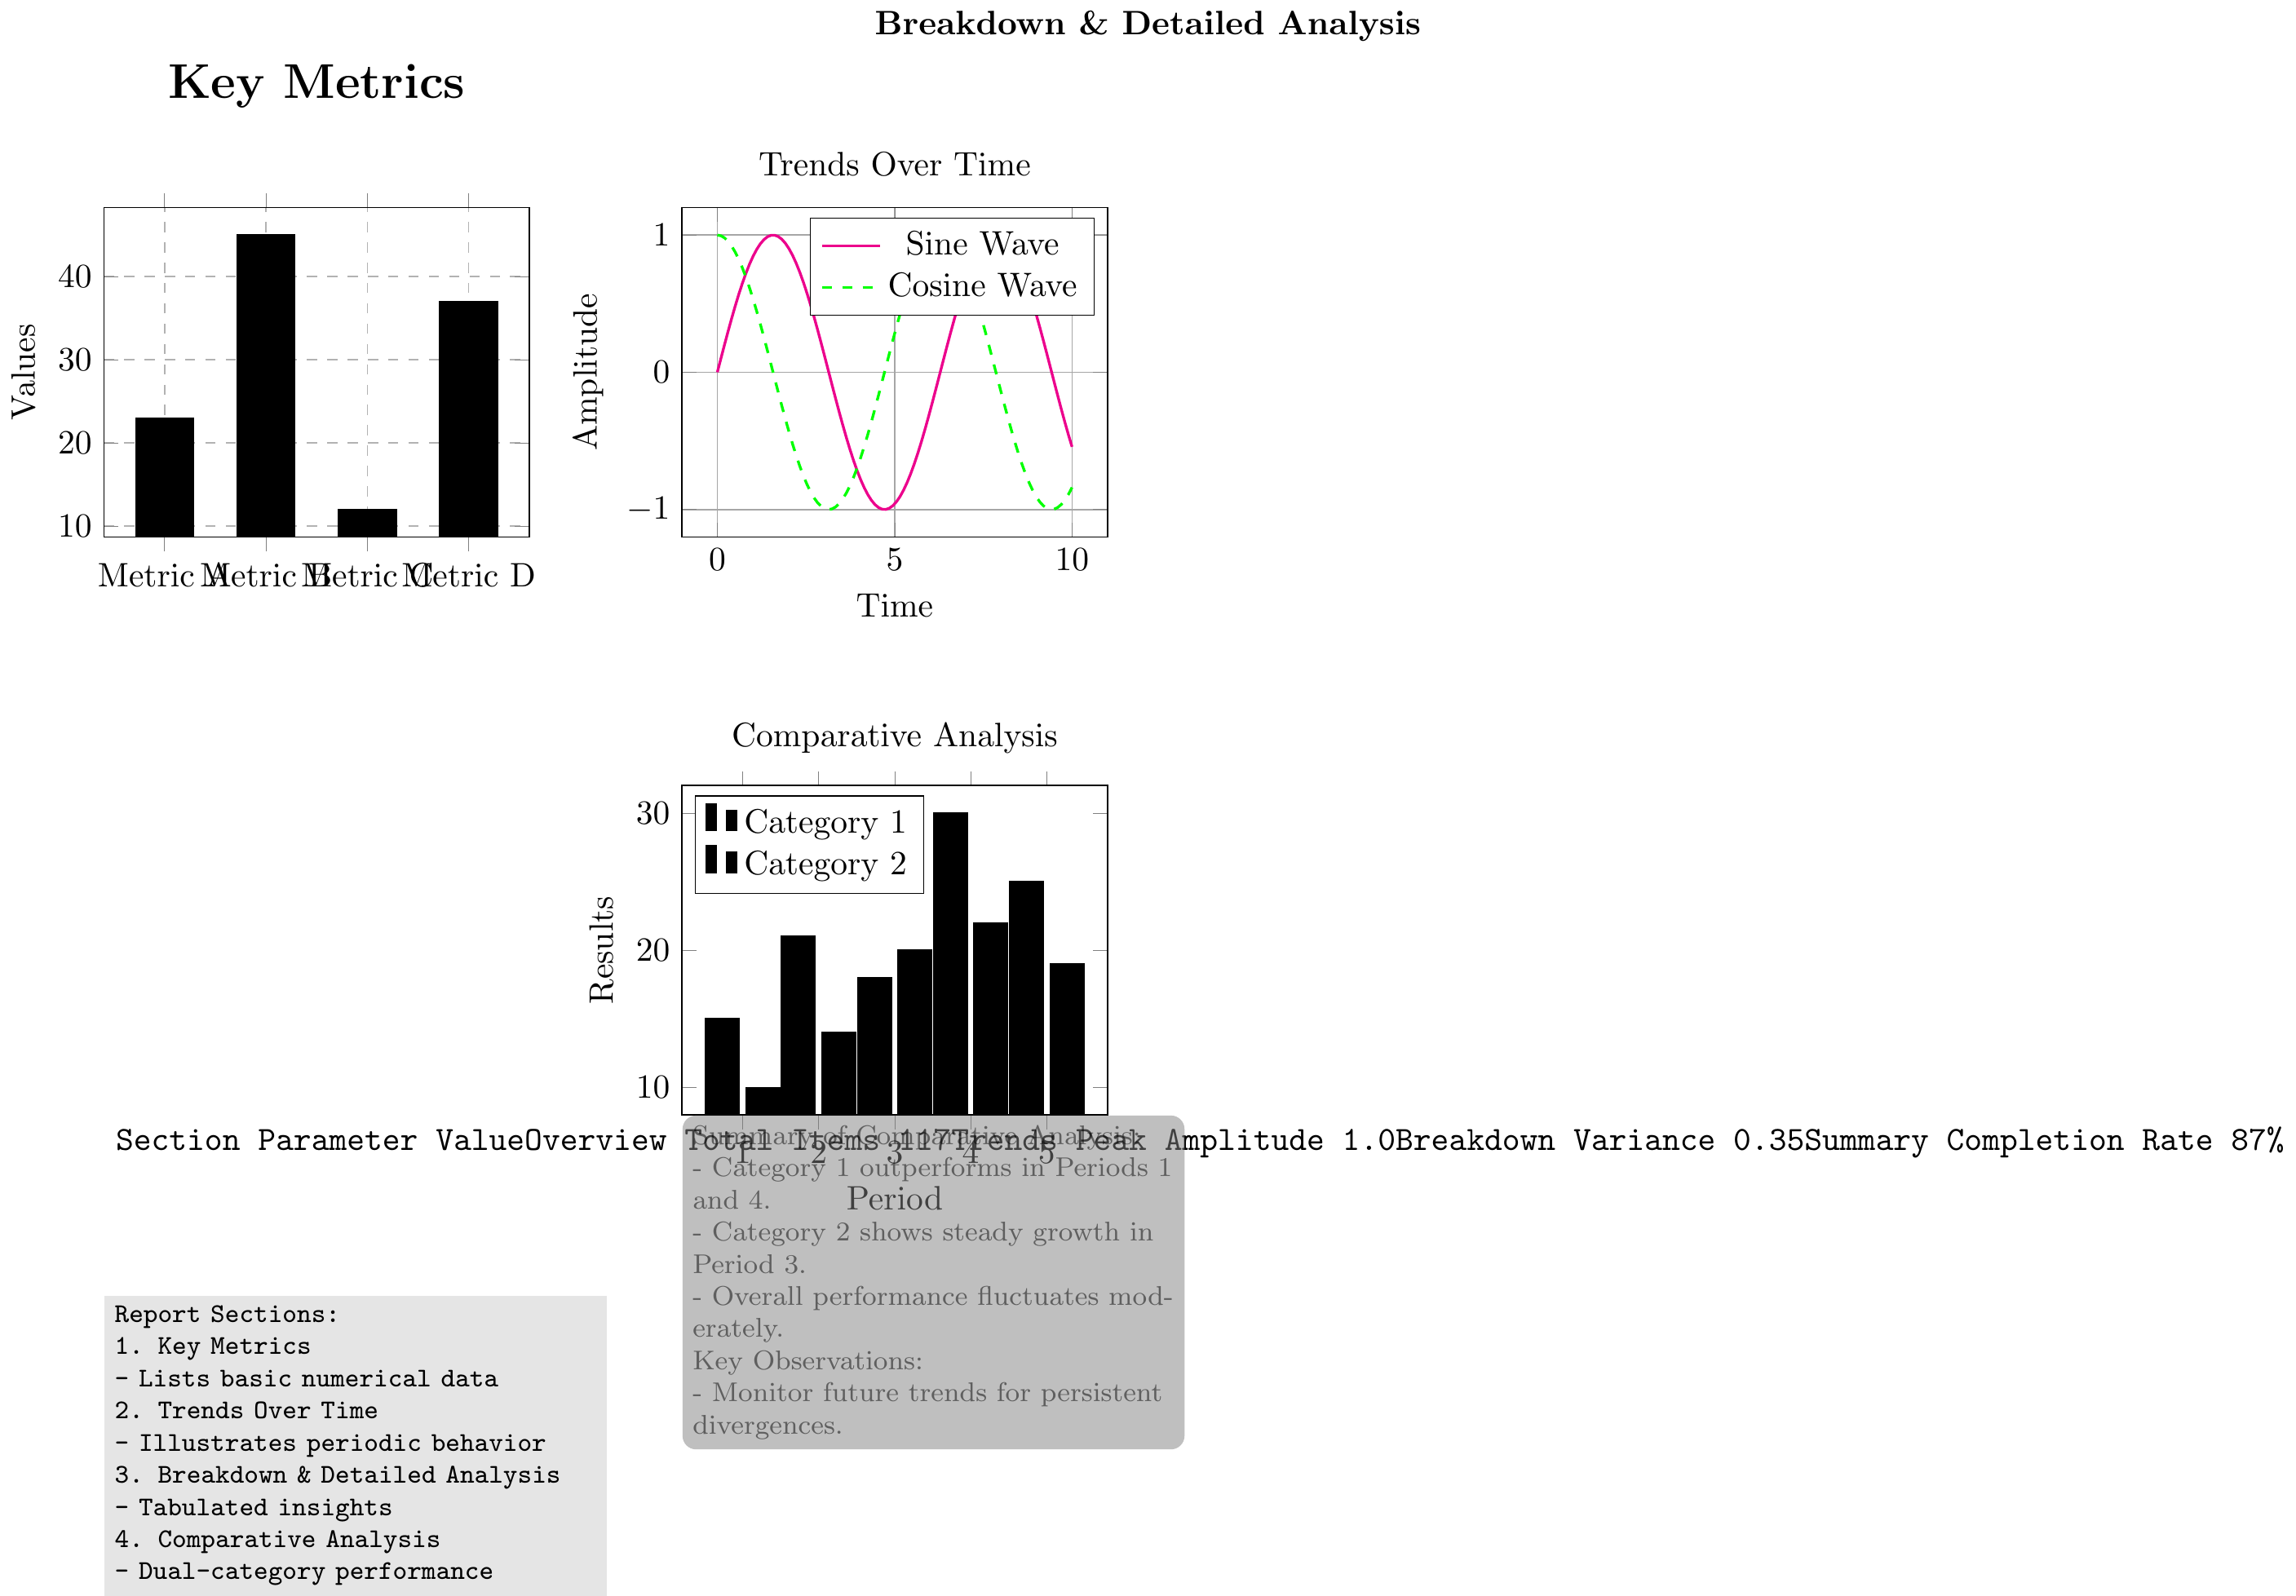 Breakdown & Detailed Analysis
Key Metrics
Values
40
30
20
10
Metric A
Metric B
Metric C
Metric D
Trends Over Time
Amplitude
1
0
−1
Sine Wave
Cosine Wave
0
5
10
Time
Comparative Analysis
Results
30
20
10
Category 1
Category 2
1
2
3
4
5
Period
Section Parameter ValueOverview Total Items 117Trends Peak Amplitude 1.0Breakdown Variance 0.35Summary Completion Rate 87%
Summary of Comparative Analysis:
- Category 1 outperforms in Periods 1
and 4.
- Category 2 shows steady growth in
Period 3.
- Overall performance fluctuates mod-
erately.
Key Observations:
- Monitor future trends for persistent
divergences.
Report Sections:
1. Key Metrics
- Lists basic numerical data
2. Trends Over Time
- Illustrates periodic behavior
3. Breakdown & Detailed Analysis
- Tabulated insights
4. Comparative Analysis
- Dual-category performance